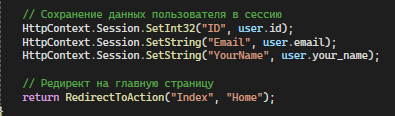 // Сохранение данных пользователя в сессию
HttpContext.Session.SetInt32("ID", user.id);
HttpContext.Session.SetString("Email", user.email);
HttpContext.Session.SetString("YourName", user.your_name);
// Редирект на главную страницу
return RedirectToAction("Index", "Home");
}